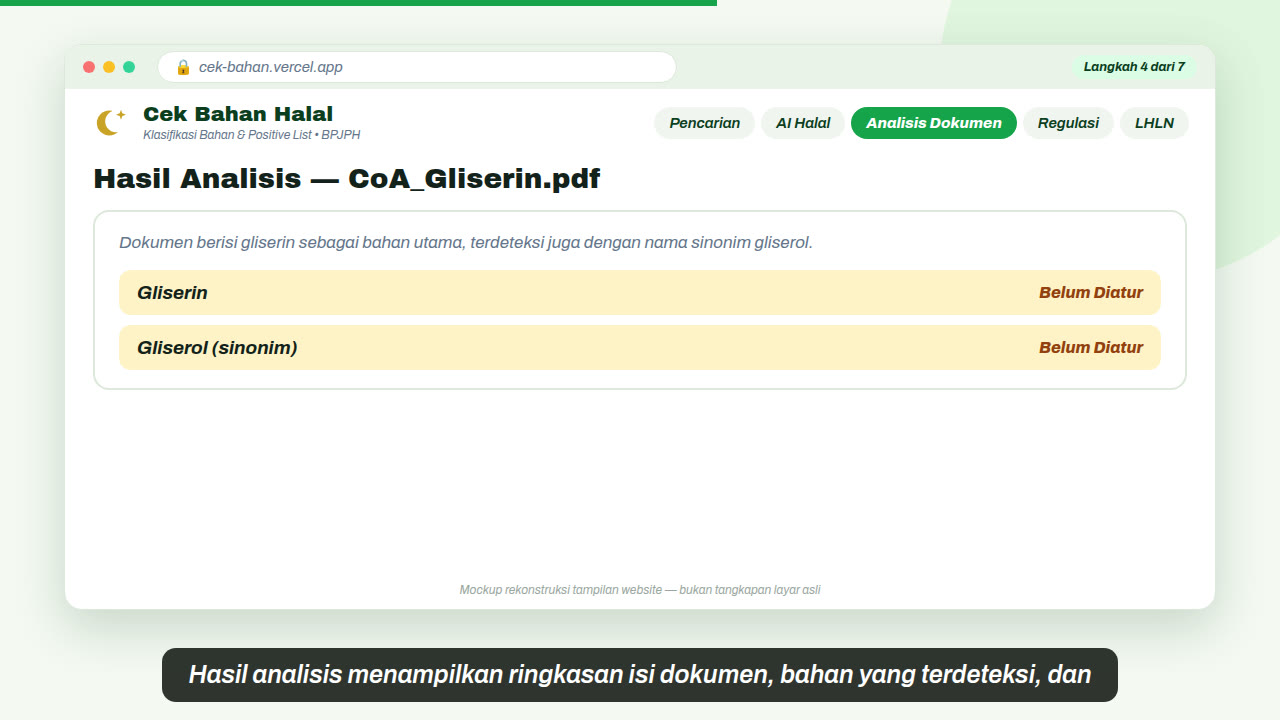 cek-bahan.vercel.app
Langkah 4 dari 7
Cek Bahan Halal
Klasifikasi Bahan & Positive List • BPJPH
Pencarian
AI Halal
Analisis Dokumen
Regulasi
LHLN
Hasil Analisis — CoA_Gliserin.pdf
Dokumen berisi gliserin sebagai bahan utama, terdeteksi juga dengan nama sinonim gliserol.
Gliserin Belum Diatur
Gliserol (sinonim) Belum Diatur
Mockup rekonstruksi tampilan website — bukan tangkapan layar asli
Hasil analisis menampilkan ringkasan isi dokumen, bahan yang terdeteksi, dan